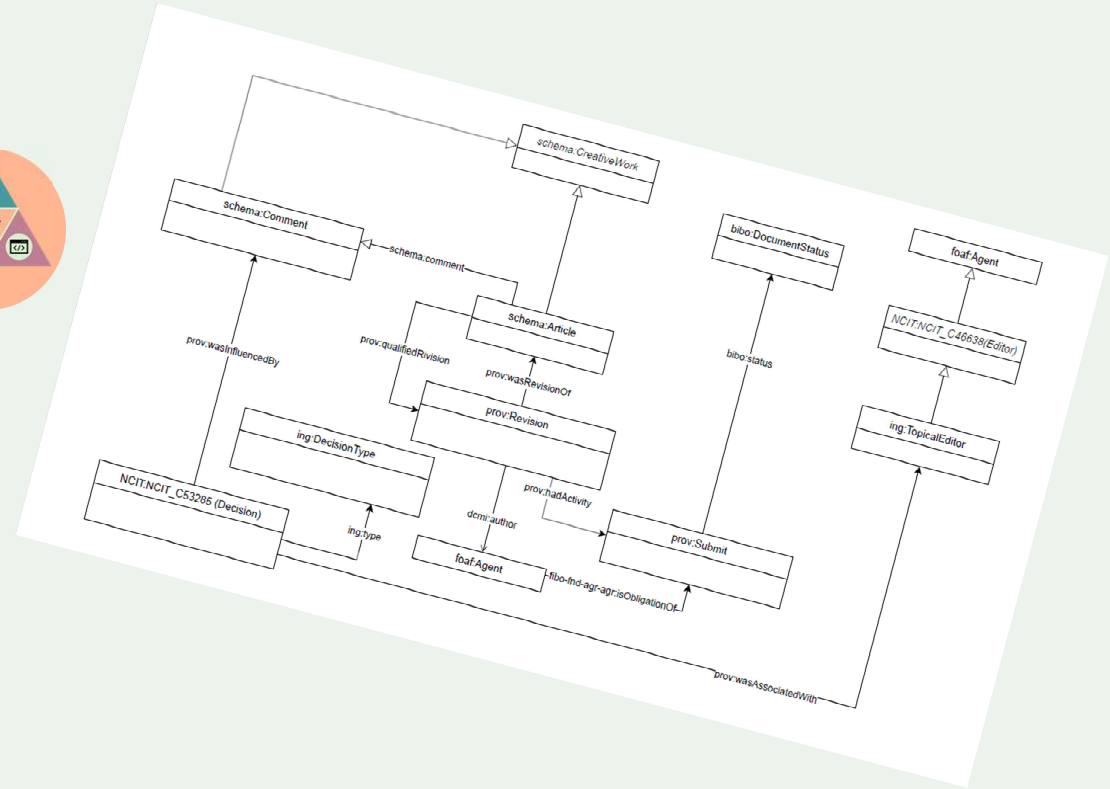 schema:CreativeWork
schema:Comment
schema:comment
bibo:DocumentStatus
foaf:Agent
schema:Article
NCIT:NCIT_C46638(Editor)
prov:qualifiedRivision
prov:wasInfluencedBy
bibo:status
prov:wasRevisionOf
prov:Revision
ing:DecisionType
ing:TopicalEditor
NCIT:NCIT_C53285 (Decision)
prov:hadActivity
ing:type
dcmi:author
prov:Submit
foaf:Agent
fibo-fnd-agr-agr:isObligationOf
prov:wasAssociatedWith